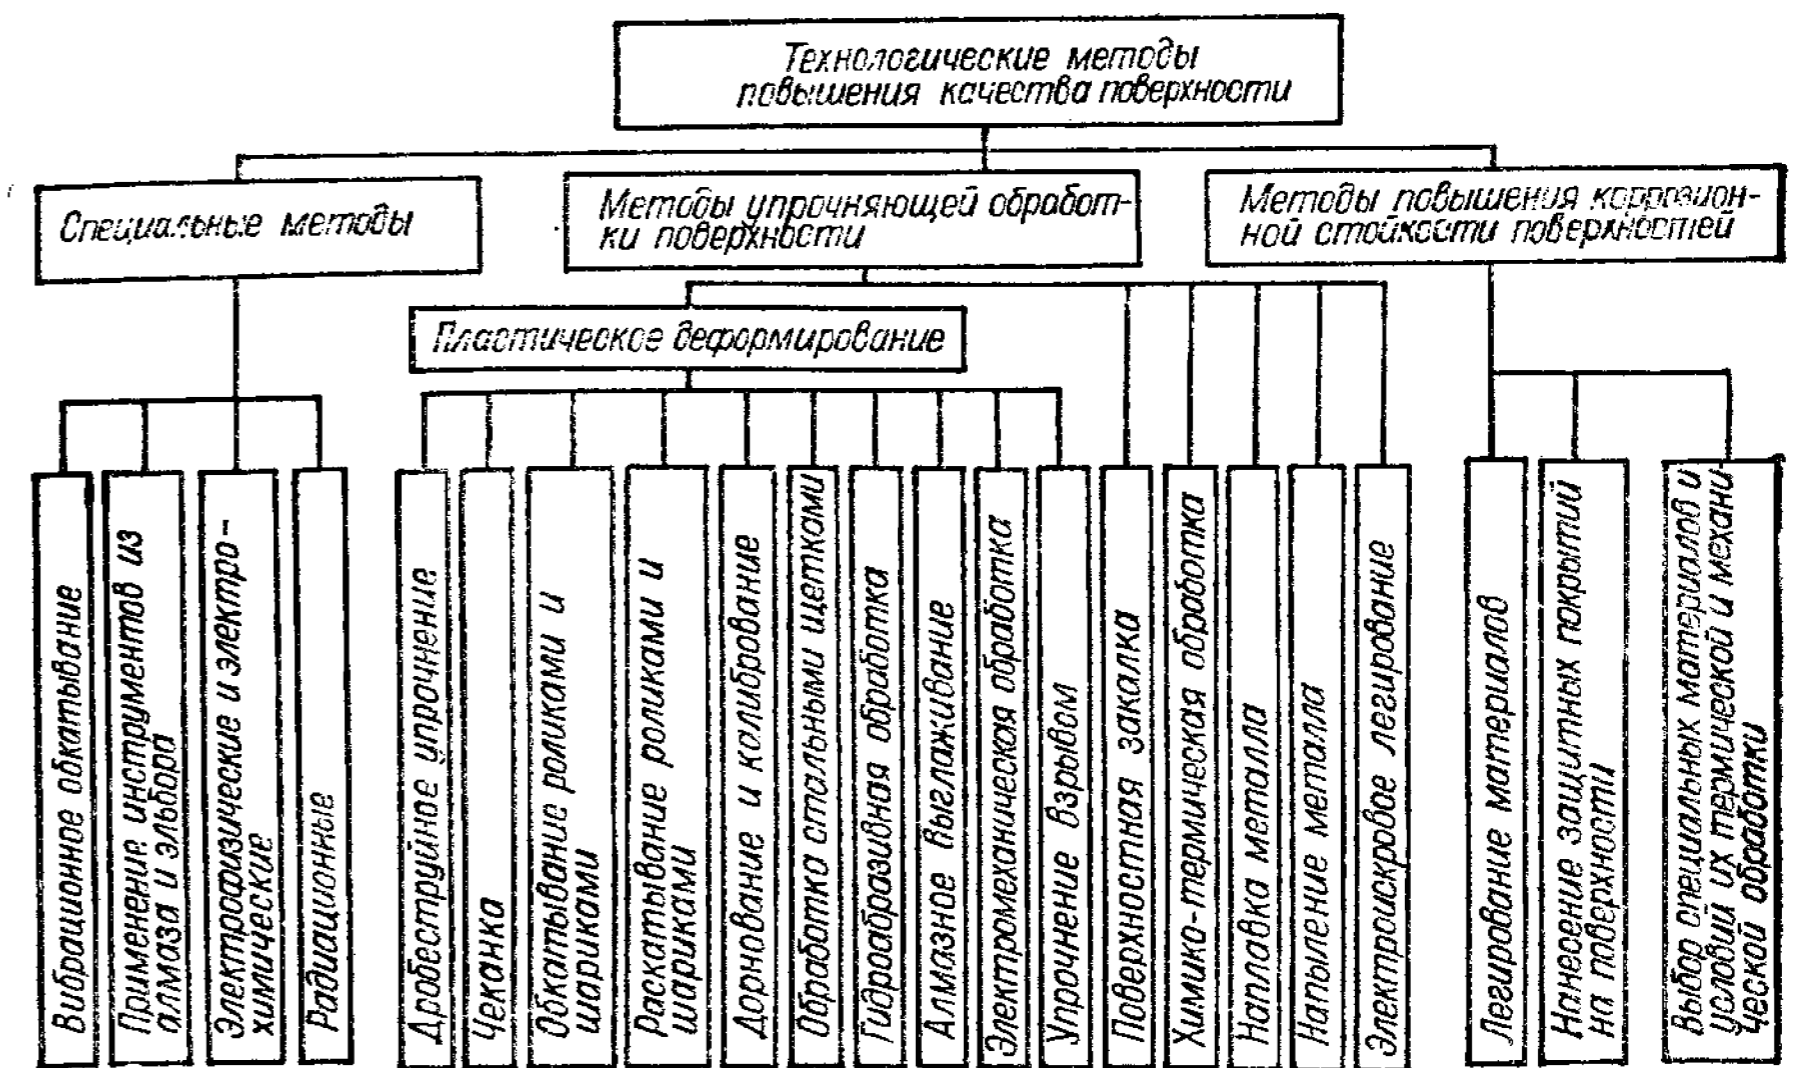 Технологические методы
повышения качества поверхности
Специальные методы
Методы упрочняющей обработ-
ки поверхности
Методы повышения коррозион-
ной стойкости поверхностей
Пластическое деформирование
Вибрационное обкатывание
Применение инструментов из
алмаза и эльбора
Электрофизические и электро-
химические
Радиационные
Дробеструйное упрочнение
Чеканка
Обкатывание роликами и
шариками
Раскатывание роликами и
шариками
Дорнование и калибрование
Обработка стальными щетками
Гидроабразивная обработка
Алмазное выглаживание
Электромеханическая обработка
Упрочнение взрывом
Поверхностная закалка
Химико-термическая обработка
Наплавка металла
Напыление металла
Электроискровое легирование
Легирование материалов
Нанесение защитных покрытий
на поверхности
Выбор специальных материалов и
условий их термической и механи-
ческой обработки